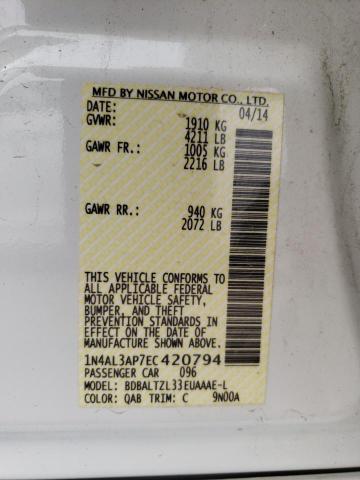 MFD BY NISSAN MOTOR CO., LTD.
DATE: 04/14
GVWR: 1910 KG
4211 LB
GAWR FR: 1005 KG
2216 LB
GAWR RR: 940 KG
2072 LB
THIS VEHICLE CONFORMS TO
ALL APPLICABLE FEDERAL
MOTOR VEHICLE SAFETY,
BUMPER, AND THEFT
PREVENTION STANDARDS
IN EFFECT ON THE DATE OF
MANUFACTURE SHOWN ABOVE.
1N4AL3AP7EC420794
PASSENGER CAR 096
MODEL: BDBALTZL33EUAAAE-L
COLOR: QAB TRIM: C 9N00A